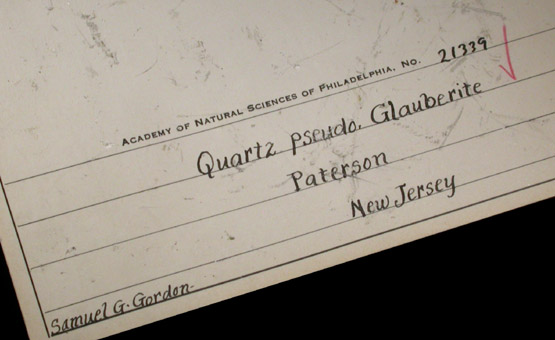 ACADEMY OF NATURAL SCIENCES OF PHILADELPHIA, NO. 21339
Quartz pseudo. Glauberite
Paterson
New Jersey
Samuel G. Gordon